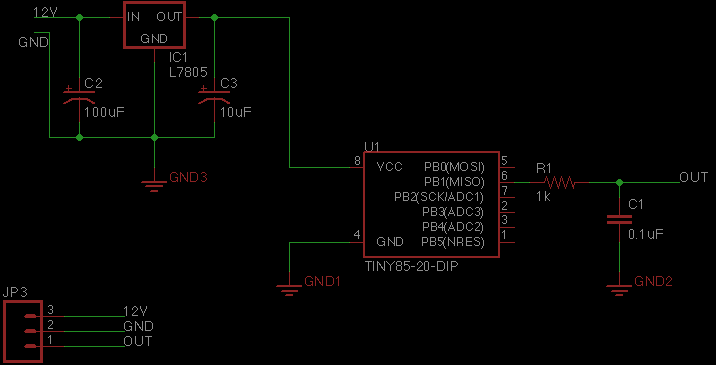 12V
IN OUT
GND
GND
IC1
L7805
+
C2
100uF
+
C3
10uF
GND3
U1
8 VCC PB0(MOSI) 5
PB1(MISO) 6
PB2(SCK/ADC1) 7
PB3(ADC3) 2
PB4(ADC2) 3
4 GND PB5(NRES) 1
TINY85-20-DIP
R1
1k
OUT
C1
0.1uF
GND1
GND2
JP3
3 12V
2 GND
1 OUT